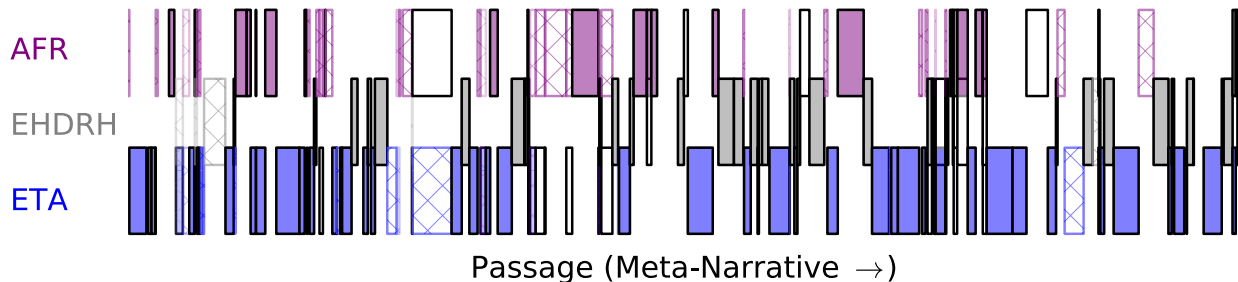 AFR
EHDRH
ETA
Passage (Meta-Narrative →)